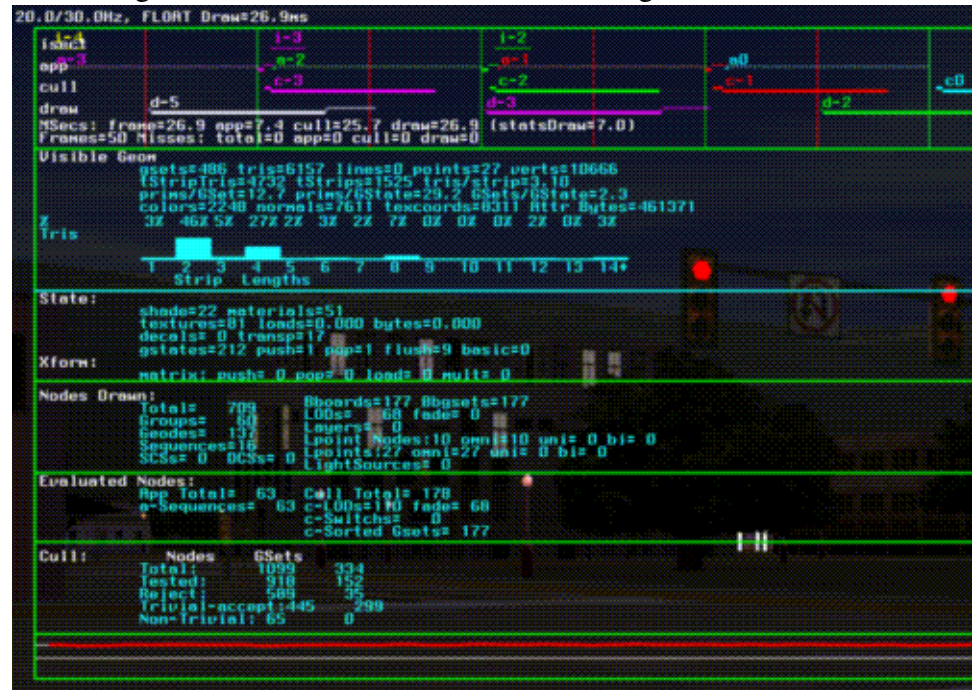 20.0/30.0Hz, FLOAT Draw=26.9ms
i-4 i-3 i-2
isect
a-3 a-2 a-1 a0
app
c-3 c-2 c-1 c0
cull
d-5 d-3 d-2
draw
MSecs: frame=26.9 app=7.4 cull=25.7 draw=26.9 (statsDraw=7.0)
Frames=50 Misses: total=0 app=0 cull=0 draw=0
Visible Geom
gsets=486 tris=6157 lines=0 points=27 verts=10666
tStripTris=4732 tStrips=1525 tris/strip=3.10
prims/GSet=12.7 prims/GState=25.2 GSets/GState=2.3
colors=2240 normals=7611 texcoords=8311 Attr Bytes=461371
% 3% 46% 5% 27% 2% 3% 2% 7% 0% 0% 0% 2% 0% 3%
Tris
1 2 3 4 5 6 7 8 9 10 11 12 13 14+
Strip Lengths
State:
shade=22 materials=51
textures=81 loads=0.000 bytes=0.000
decals= 0 transp=17
gstates=212 push=1 pop=1 flush=9 basic=0
Xform:
matrix: push= 0 pop= 0 load= 0 mult= 0
Nodes Drawn:
Bboards=177 Bbgsets=177
Total= 709 LODs= 68 fade= 0
Groups= 60 Layers= 0
Geodes= 137 Lpoint Nodes:10 omni=10 uni= 0 bi= 0
Sequences=16 Lpoints:27 omni=27 uni= 0 bi= 0
SCSs= 0 DCSs= 0 LightSources= 0
Evaluated Nodes:
App Total= 63 Cull Total= 178
a-Sequences= 63 c-LODs=110 fade= 68
c-Switchs= 0
c-Sorted Gsets= 177
Cull: Nodes GSets
Total: 1099 334
Tested: 918 152
Reject: 589 35
Trivial-accept:445 299
Non-Trivial: 65 0